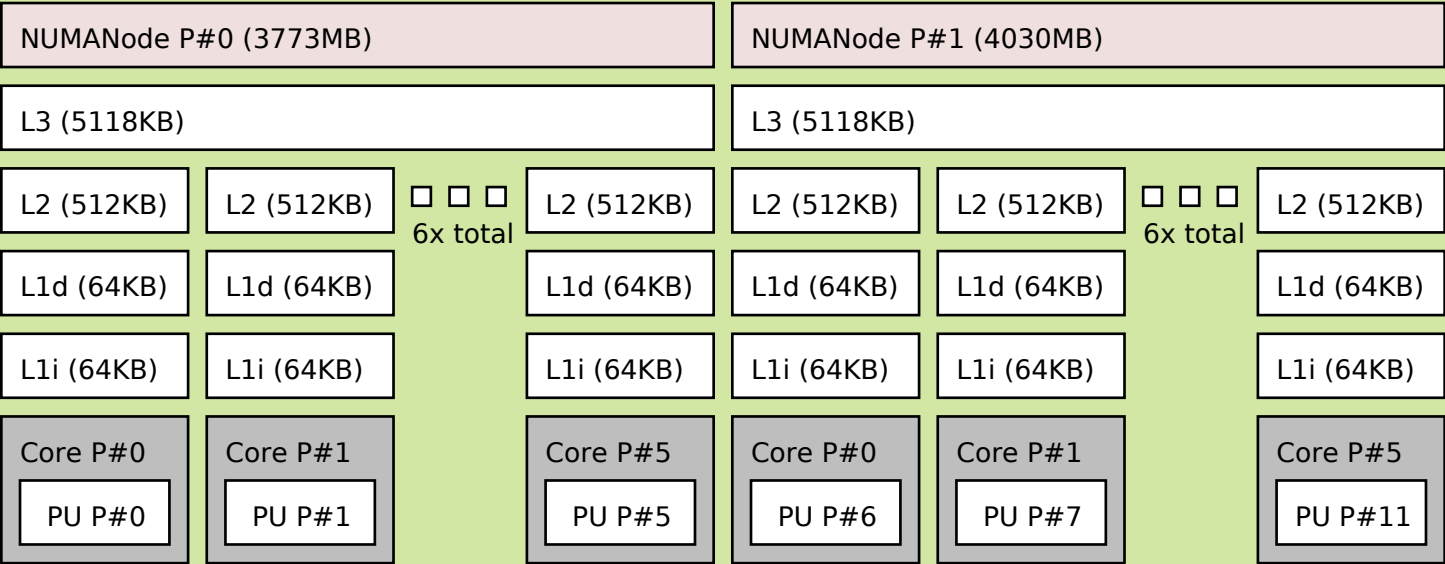 NUMANode P#0 (3773MB) NUMANode P#1 (4030MB)
L3 (5118KB) L3 (5118KB)
L2 (512KB) L2 (512KB) 6x total L2 (512KB) L2 (512KB) L2 (512KB) 6x total L2 (512KB)
L1d (64KB) L1d (64KB) L1d (64KB) L1d (64KB) L1d (64KB) L1d (64KB)
L1i (64KB) L1i (64KB) L1i (64KB) L1i (64KB) L1i (64KB) L1i (64KB)
Core P#0 Core P#1 Core P#5 Core P#0 Core P#1 Core P#5
PU P#0 PU P#1 PU P#5 PU P#6 PU P#7 PU P#11